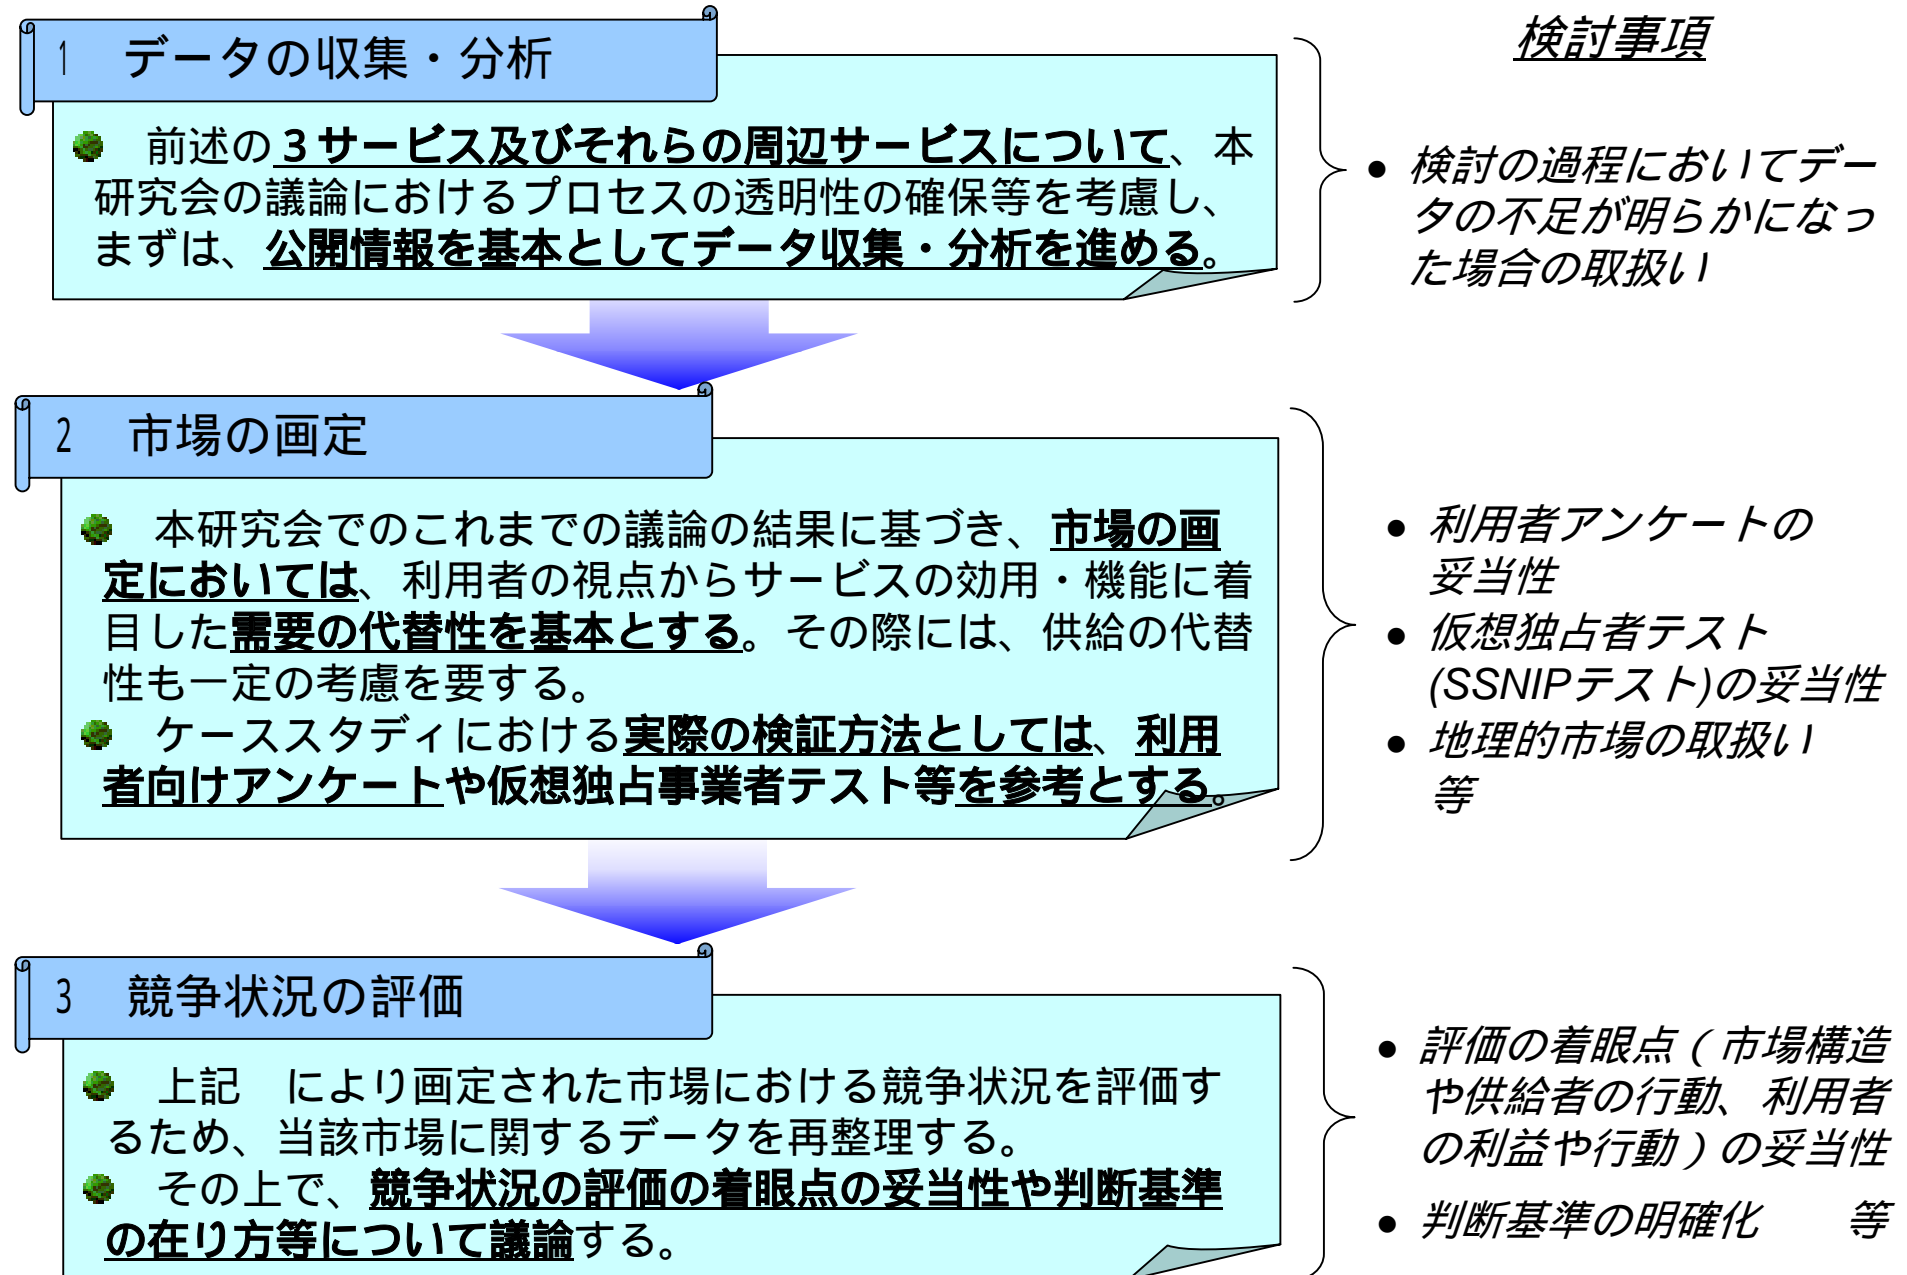 検討事項
1 データの収集・分析
前述の３サービス及びそれらの周辺サービスについて、本
研究会の議論におけるプロセスの透明性の確保等を考慮し、
まずは、公開情報を基本としてデータ収集・分析を進める。
● 検討の過程においてデー
タの不足が明らかになっ
た場合の取扱い
2 市場の画定
本研究会でのこれまでの議論の結果に基づき、市場の画
定においては、利用者の視点からサービスの効用・機能に着
目した需要の代替性を基本とする。その際には、供給の代替
性も一定の考慮を要する。
ケーススタディにおける実際の検証方法としては、利用
者向けアンケートや仮想独占事業者テスト等を参考とする。
● 利用者アンケートの
妥当性
● 仮想独占者テスト
(SSNIPテスト)の妥当性
● 地理的市場の取扱い
等
3 競争状況の評価
上記　により画定された市場における競争状況を評価す
るため、当該市場に関するデータを再整理する。
その上で、競争状況の評価の着眼点の妥当性や判断基準
の在り方等について議論する。
● 評価の着眼点（市場構造
や供給者の行動、利用者
の利益や行動）の妥当性
● 判断基準の明確化　　等